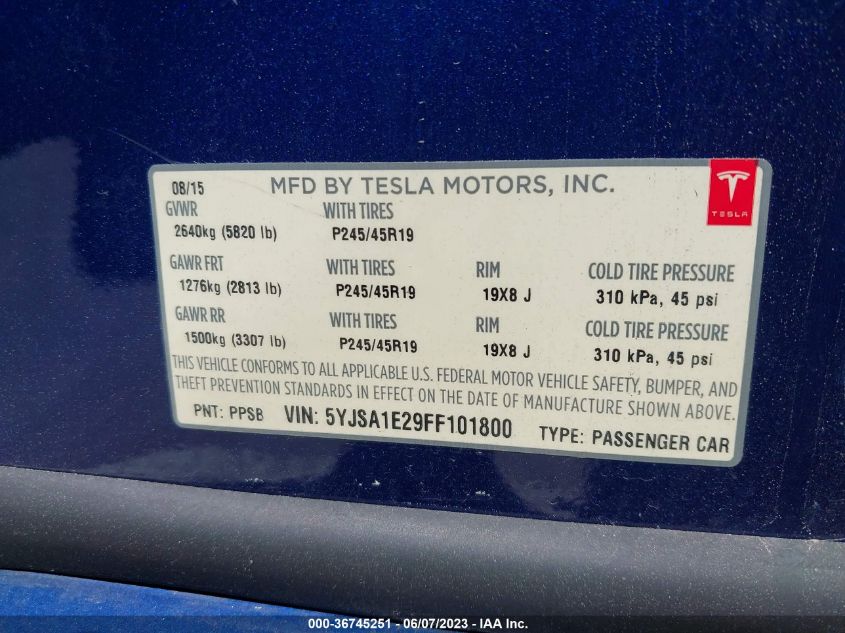 08/15 MFD BY TESLA MOTORS, INC.
TESLA
GVWR WITH TIRES
2640kg (5820 lb) P245/45R19
GAWR FRT WITH TIRES RIM COLD TIRE PRESSURE
1276kg (2813 lb) P245/45R19 19X8 J 310 kPa, 45 psi
GAWR RR WITH TIRES RIM COLD TIRE PRESSURE
1500kg (3307 lb) P245/45R19 19X8 J 310 kPa, 45 psi
THIS VEHICLE CONFORMS TO ALL APPLICABLE U.S. FEDERAL MOTOR VEHICLE SAFETY, BUMPER, AND
THEFT PREVENTION STANDARDS IN EFFECT ON THE DATE OF MANUFACTURE SHOWN ABOVE.
PNT: PPSB VIN: 5YJSA1E29FF101800 TYPE: PASSENGER CAR
© - 36745251 - 06/07/2023 - IAA Inc.